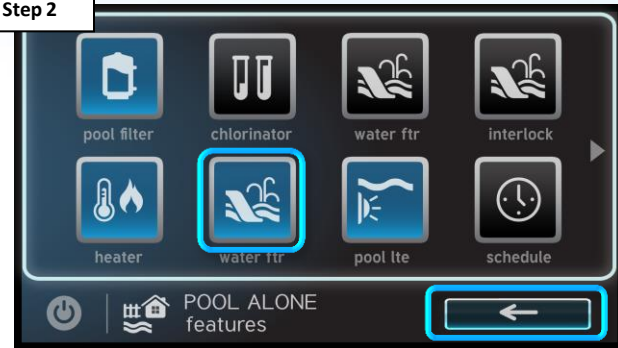 Step 2
pool filter
chlorinator
water ftr
interlock
heater
water ftr
pool lte
schedule
POOL ALONE
features